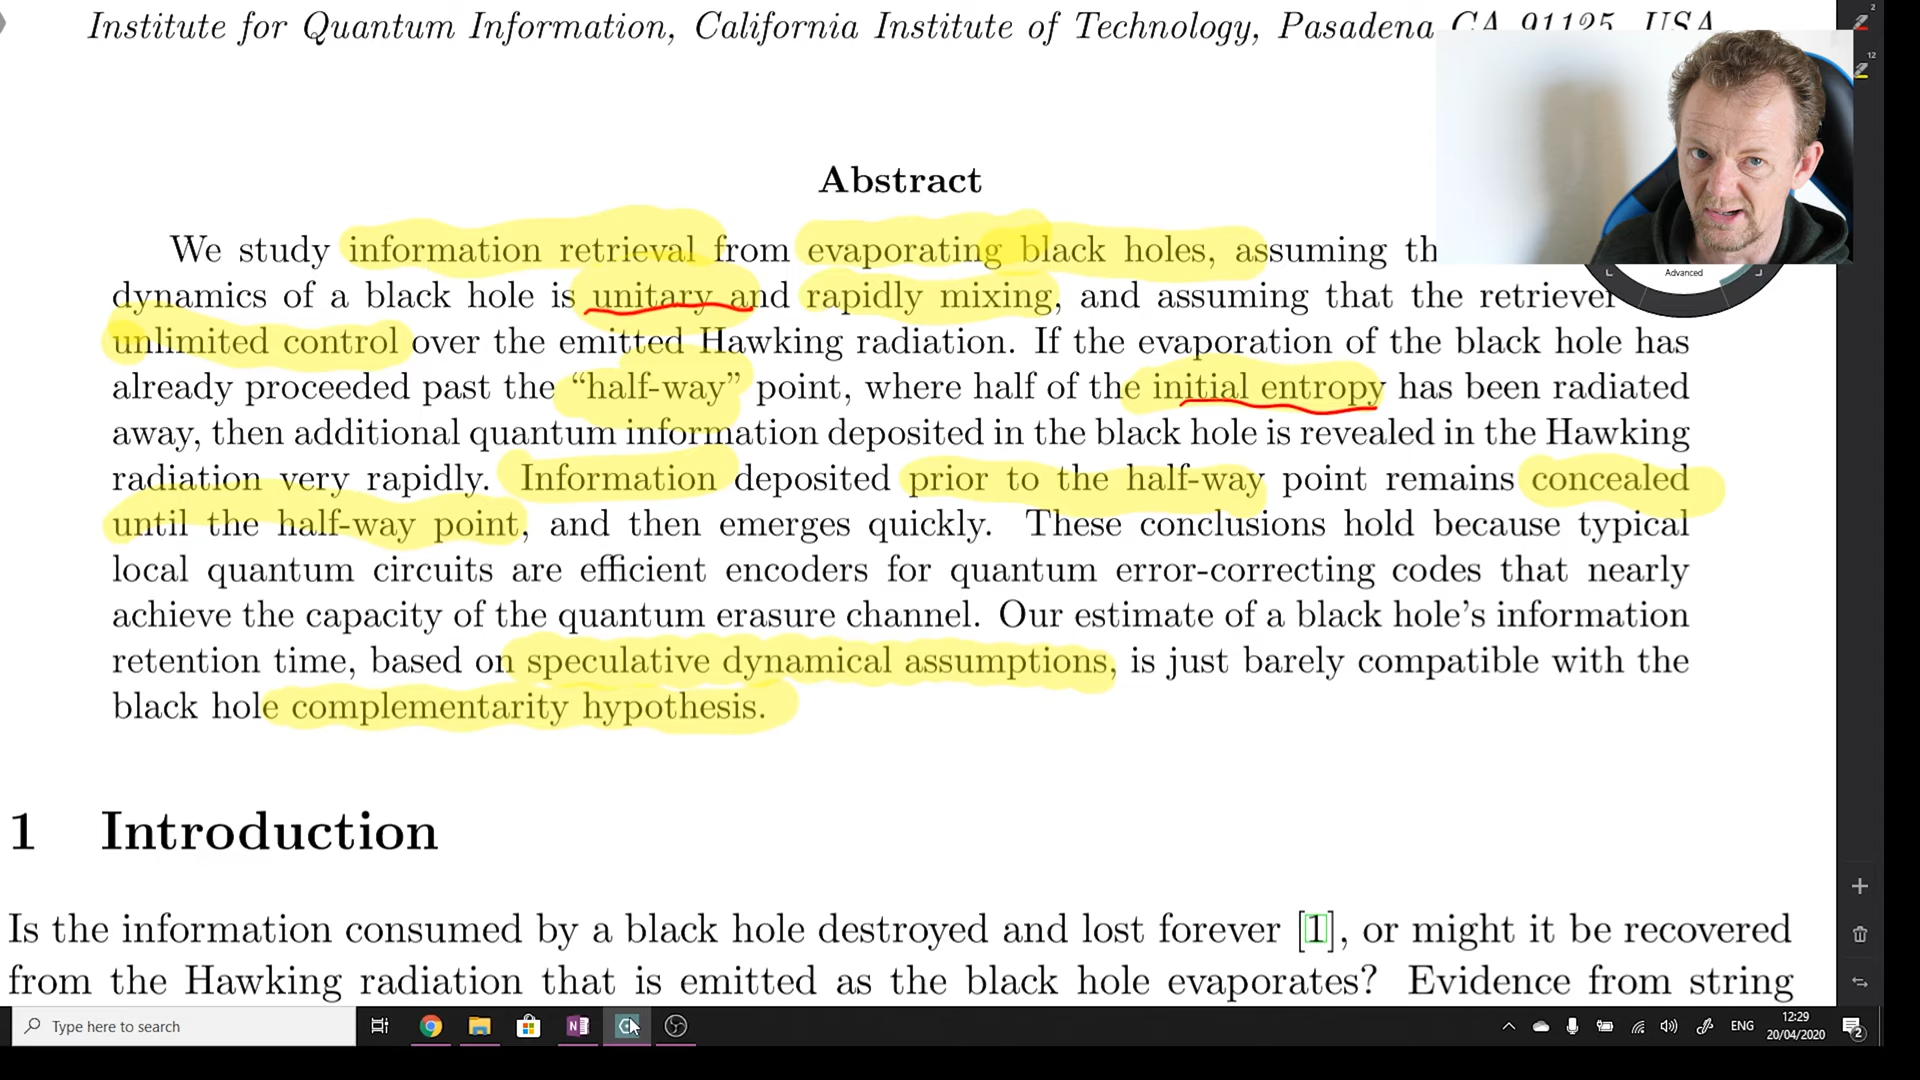 Institute for Quantum Information, California Institute of Technology, Pasadena CA 91125, USA
Abstract
We study information retrieval from evaporating black holes, assuming
Advanced
dynamics of a black hole is unitary and rapidly mixing, and assuming that the retriever
unlimited control over the emitted Hawking radiation. If the evaporation of the black hole has
already proceeded past the “half-way” point, where half of the initial entropy has been radiated
away, then additional quantum information deposited in the black hole is revealed in the Hawking
radiation very rapidly. Information deposited prior to the half-way point remains concealed
until the half-way point, and then emerges quickly. These conclusions hold because typical
local quantum circuits are efficient encoders for quantum error-correcting codes that nearly
achieve the capacity of the quantum erasure channel. Our estimate of a black hole’s information
retention time, based on speculative dynamical assumptions, is just barely compatible with the
black hole complementarity hypothesis.
1 Introduction
Is the information consumed by a black hole destroyed and lost forever [1], or might it be recovered
from the Hawking radiation that is emitted as the black hole evaporates? Evidence from string
2
12
Type here to search
ENG
12:29
20/04/2020
2